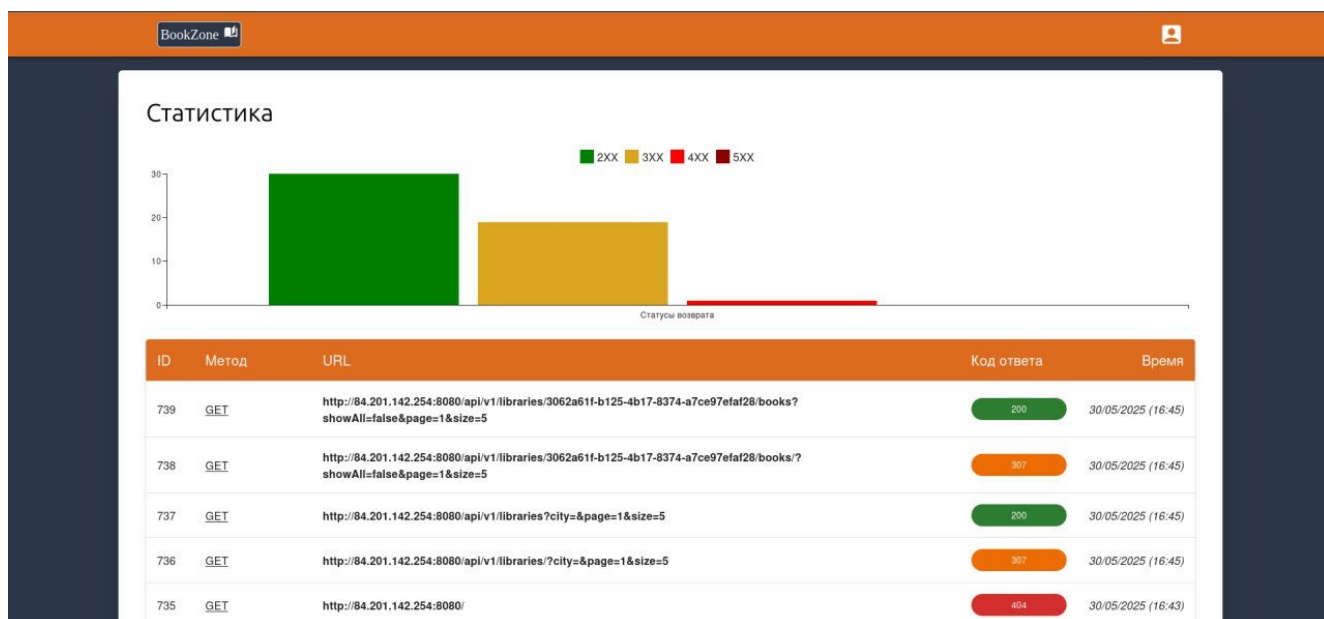 BookZone
Статистика
2XX 3XX 4XX 5XX
30
20
10
0
Статусы возврата
ID Метод URL Код ответа Время
739 GET http://84.201.142.254:8080/api/v1/libraries/3062a61f-b125-4b17-8374-a7ce97efaf28/books? 200 30/05/2025 (16:45)
showAll=false&page=1&size=5
738 GET http://84.201.142.254:8080/api/v1/libraries/3062a61f-b125-4b17-8374-a7ce97efaf28/books/? 307 30/05/2025 (16:45)
showAll=false&page=1&size=5
737 GET http://84.201.142.254:8080/api/v1/libraries?city=&page=1&size=5 200 30/05/2025 (16:45)
736 GET http://84.201.142.254:8080/api/v1/libraries/?city=&page=1&size=5 307 30/05/2025 (16:45)
735 GET http://84.201.142.254:8080/ 404 30/05/2025 (16:43)